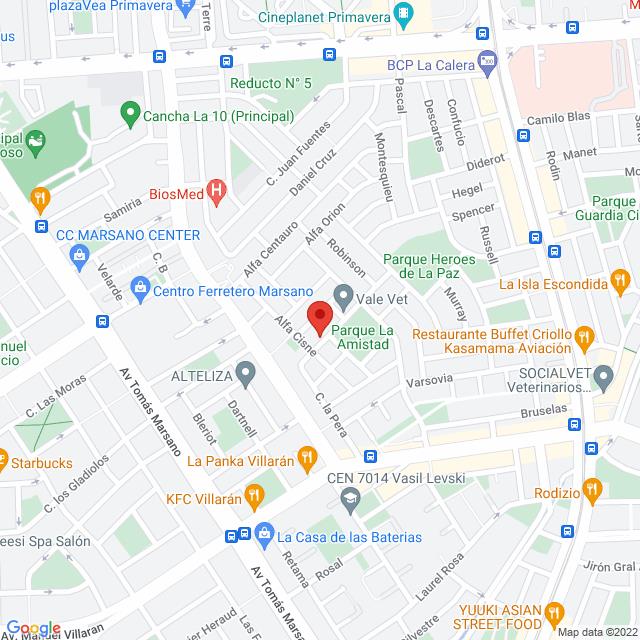 plazaVea Primavera
Terre
Cineplanet Primavera
us
M
BCP La Calera
Reducto N° 5
Pascal
Descartes
Confucio
Cancha La 10 (Principal)
Camilo Blas
ipal
oso
C. Juan Fuentes
Montesquieu
Diderot
Rodin
Manet
Daniel Cruz
Mo
BiosMed
H
Hegel
Samiria
Alfa Orion
Spencer
Parque
Guardia Ci
CC MARSANO CENTER
Alfa Centauro
Robinson
Russell
Velarde
C. B
Parque Heroes
de La Paz
La Isla Escondida
Centro Ferretero Marsano
Vale Vet
Murray
Alfa Cisne
Parque La
Amistad
Restaurante Buffet Criollo
Kasamama Aviación
nuel
cio
ALTELIZA
SOCIALVET
Veterinarios...
Av Tomás Marsano
Varsovia
C. Las Moras
Bleriot
Dartnell
C. la Pera
Bruselas
Starbucks
La Panka Villarán
C. los Gladiolos
CEN 7014 Vasil Levski
KFC Villarán
Rodizio
eesi Spa Salón
La Casa de las Baterias
Retama
Rosal
Laurel Rosa
Jirón Gral
Av Tomás Marsano
YUUKI ASIAN
STREET FOOD
Google
Av. Manuel Villaran
vier Heraud
ilvestre
Map data ©2022